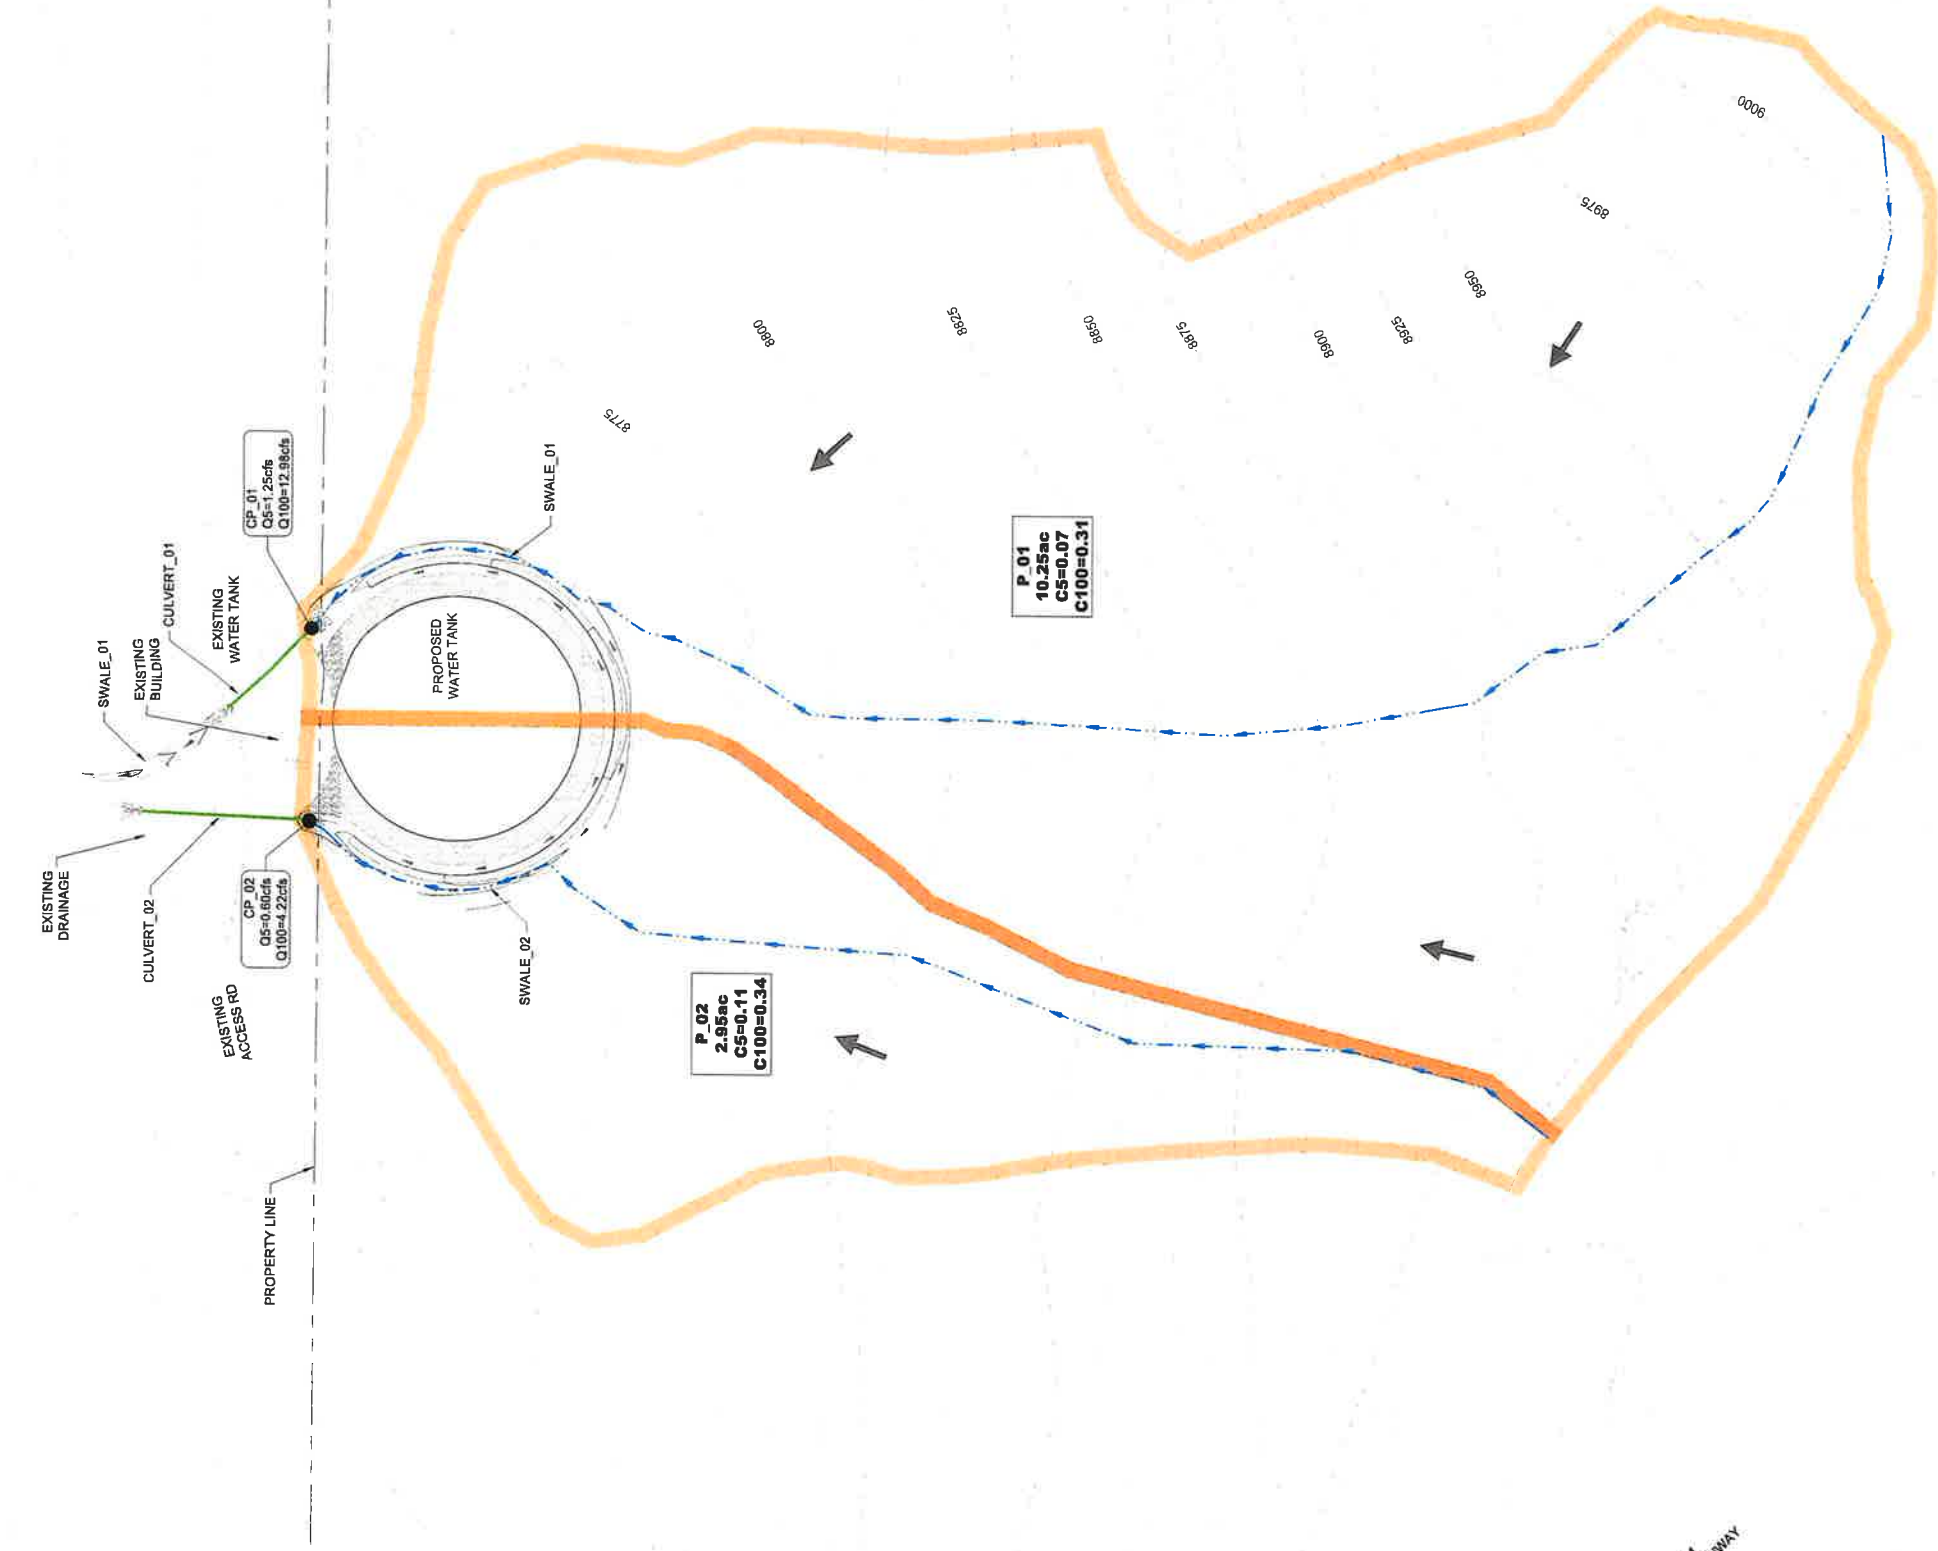 SWALE_01
EXISTING
BUILDING
CULVERT_01
EXISTING
WATER TANK
CP_01
Q5=1.25cfs
Q100=12.98cfs
EXISTING
DRAINAGE
CULVERT_02
EXISTING
ACCESS RD
CP_02
Q5=0.60cfs
Q100=4.22cfs
PROPERTY LINE
PROPOSED
WATER TANK
SWALE_01
SWALE_02
P_02
2.95ac
C5=0.11
C100=0.34
P_01
10.25ac
C5=0.07
C100=0.31
8775
8800
8825
8850
8875
8900
8925
8950
8975
9000